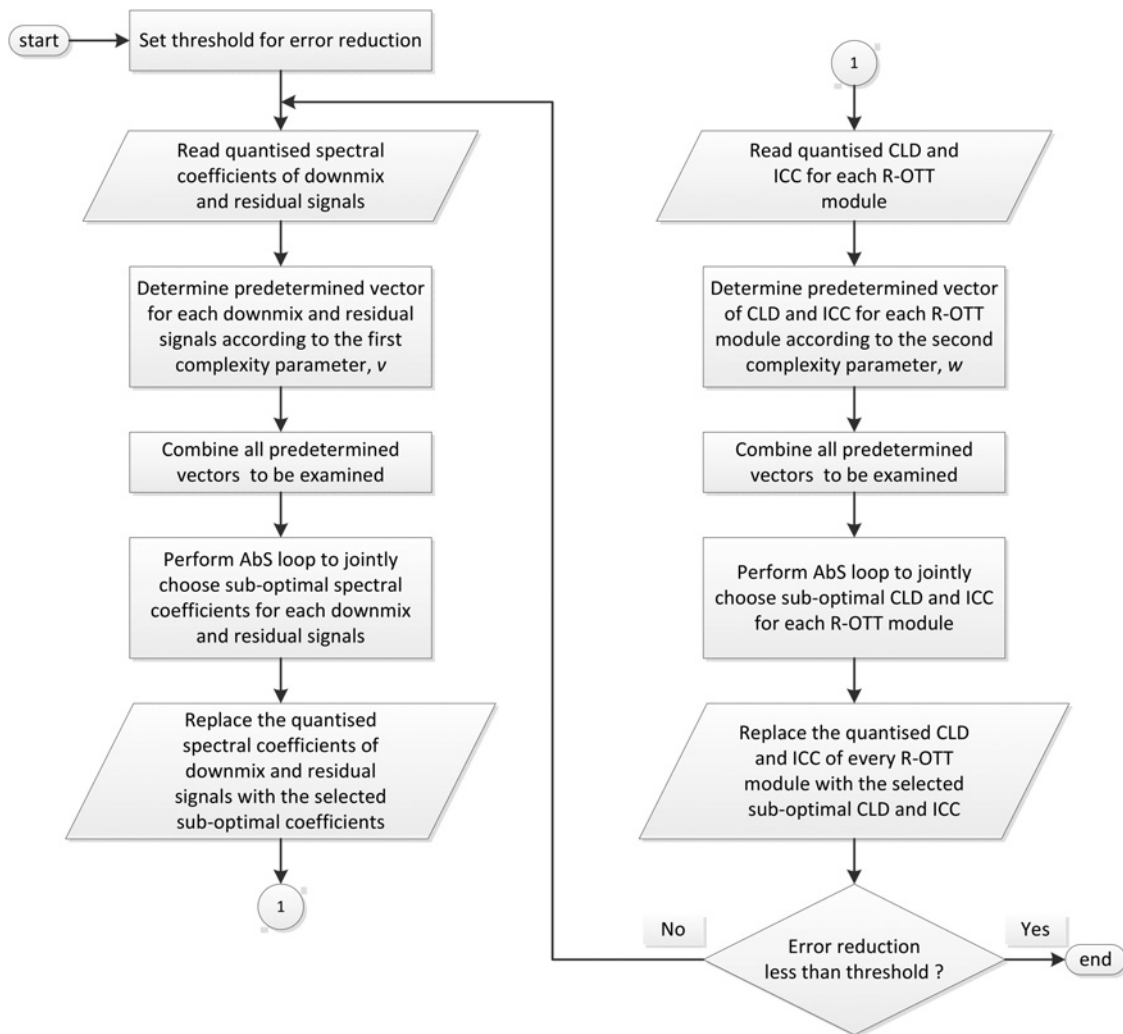 start
Set threshold for error reduction
Read quantised spectral
coefficients of downmix
and residual signals
Determine predetermined vector
for each downmix and residual
signals according to the first
complexity parameter, v
Combine all predetermined
vectors to be examined
Perform AbS loop to jointly
choose sub-optimal spectral
coefficients for each downmix
and residual signals
Replace the quantised
spectral coefficients of
downmix and residual
signals with the selected
sub-optimal coefficients
1
1
Read quantised CLD and
ICC for each R-OTT
module
Determine predetermined vector
of CLD and ICC for each R-OTT
module according to the second
complexity parameter, w
Combine all predetermined
vectors to be examined
Perform AbS loop to jointly
choose sub-optimal CLD and ICC
for each R-OTT module
Replace the quantised CLD
and ICC of every R-OTT
module with the selected
sub-optimal CLD and ICC
Error reduction
less than threshold ?
No
Yes
end